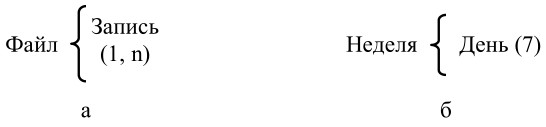 Файл { Запись (1, n)
а
Неделя { День (7)
б